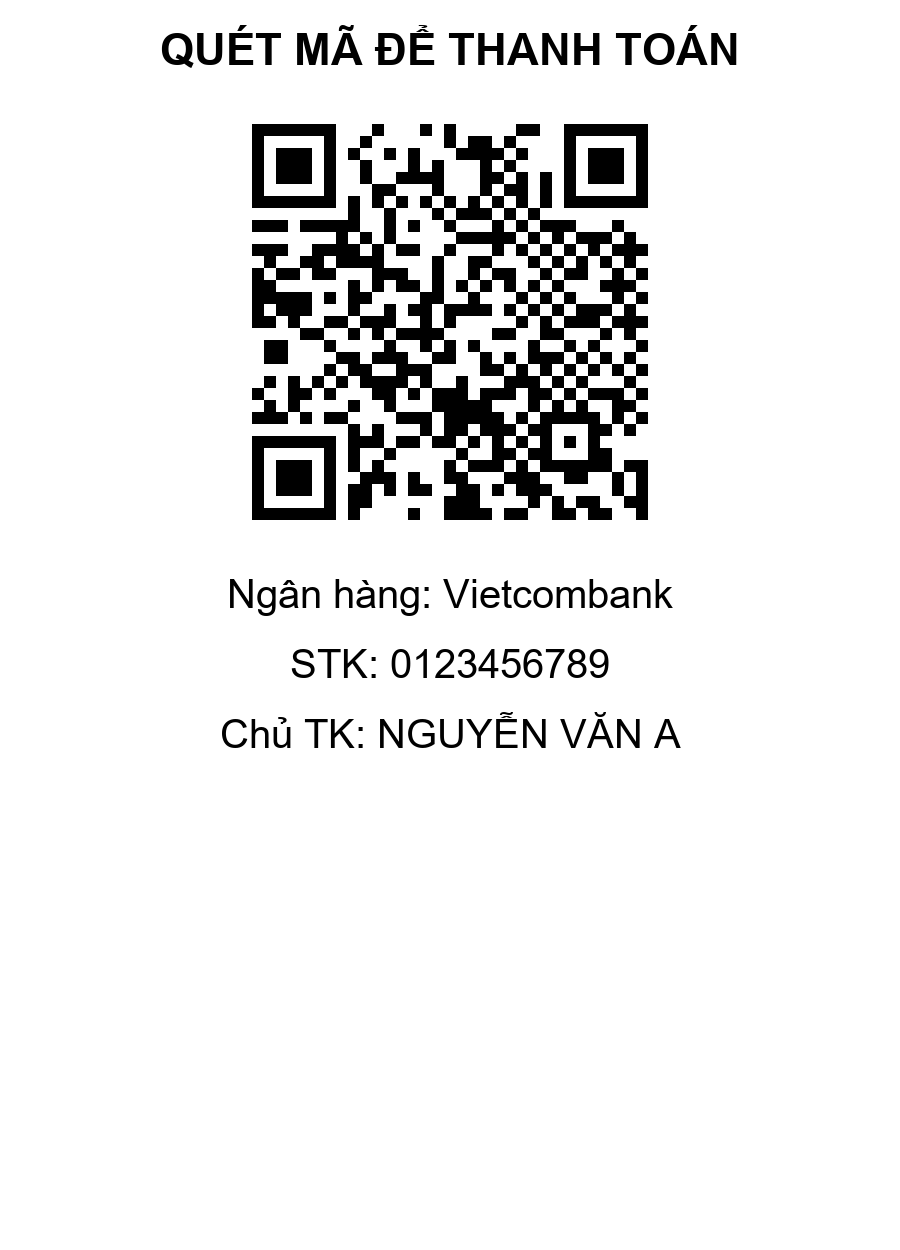 QUÉT MÃ ĐỂ THANH TOÁN
Ngân hàng: Vietcombank
STK: 0123456789
Chủ TK: NGUYỄN VĂN A